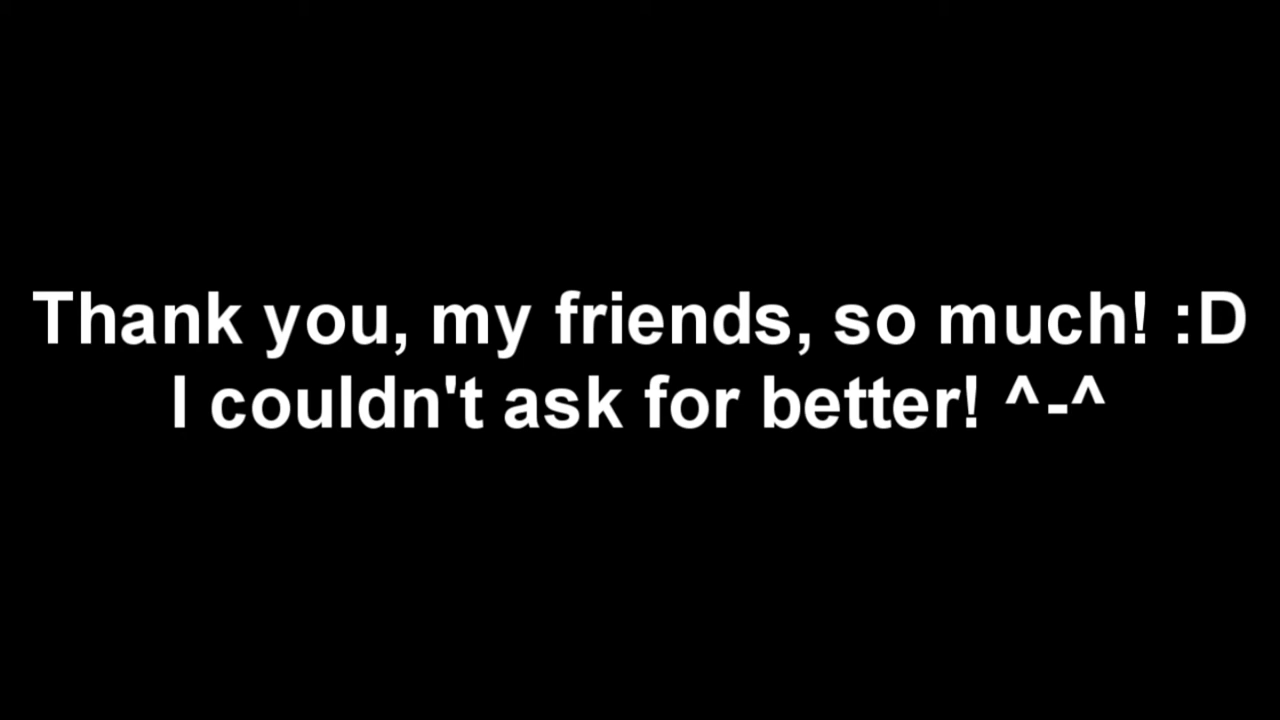 Thank you, my friends, so much! :D
I couldn't ask for better! ^-^